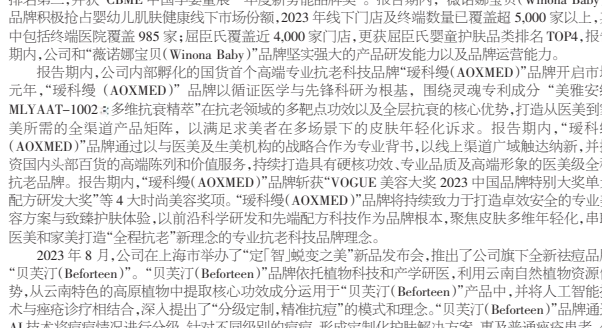 品牌积极抢占婴幼儿肌肤健康线下市场份额,2023 年线下门店及终端数量已覆盖超 5,000 家以上,
中包括终端医院覆盖 985 家;屈臣氏覆盖近 4,000 家门店,更获屈臣氏婴童护肤品类排名 TOP4,报告
期内,公司和“薇诺娜宝贝(Winona Baby)”品牌坚实强大的产品研发能力以及品牌运营能力。
报告期内,公司内部孵化的国货首个高端专业抗老科技品牌“瑷科缦(AOXMED)”品牌开启市场
元年,“瑷科缦(AOXMED)”品牌以循证医学与先锋科研为根基,围绕灵魂专利成分 “美雅安缇
MLYAAT-1002®多维抗衰精萃”在抗老领域的多靶点功效以及全层抗衰的核心优势,打造从医美到
美所需的全渠道产品矩阵,以满足求美者在多场景下的皮肤年轻化诉求。报告期内,“瑷科缦
(AOXMED)”品牌通过以与医美及生美机构的战略合作为专业背书,以线上渠道广域触达纳新,并
资国内头部百货的高端陈列和价值服务,持续打造具有硬核功效、专业品质及高端形象的医美级全
抗老品牌。报告期内,“瑷科缦(AOXMED)”品牌斩获“VOGUE 美容大奖 2023 中国品牌特别大奖单
配方研发大奖”等 4 大时尚美容奖项。“瑷科缦(AOXMED)”品牌将持续致力于打造卓效安全的专业
容方案与致臻护肤体验,以前沿科学研发和先端配方科技作为品牌根本,聚焦皮肤多维年轻化,串
医美和家美打造“全程抗老”新理念的专业抗老科技品牌理念。
2023 年 8 月,公司在上海市举办了“定「智」蜕变之美”新品发布会,推出了公司旗下全新祛痘品
“贝芙汀(Beforteen)”。“贝芙汀(Beforteen)”品牌依托植物科技和产学研医,利用云南自然植物资源
势,从云南特色的高原植物中提取核心功效成分运用于“贝芙汀(Beforteen)”产品中,并将人工智能
术与痤疮诊疗相结合,深入提出了“分级定制,精准抗痘”的模式和理念。“贝芙汀(Beforteen)”品牌通